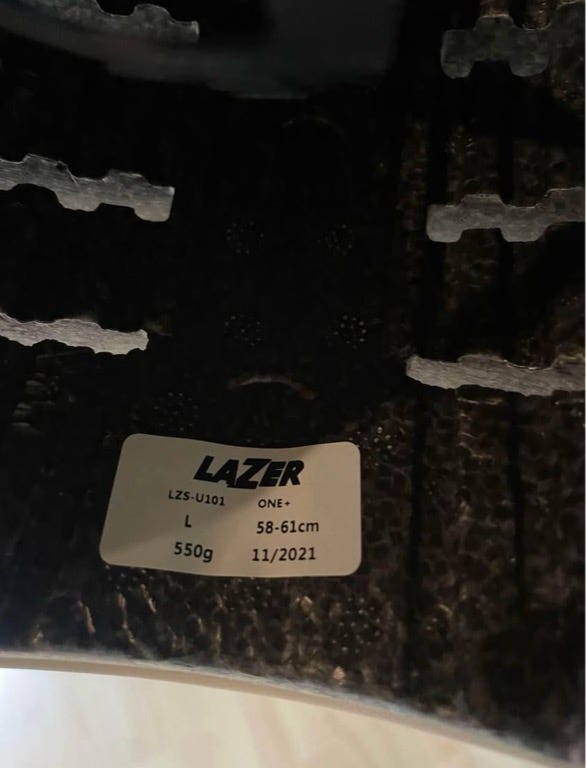 LAZER
LZS-U101 ONE+
L 58-61cm
550g 11/2021